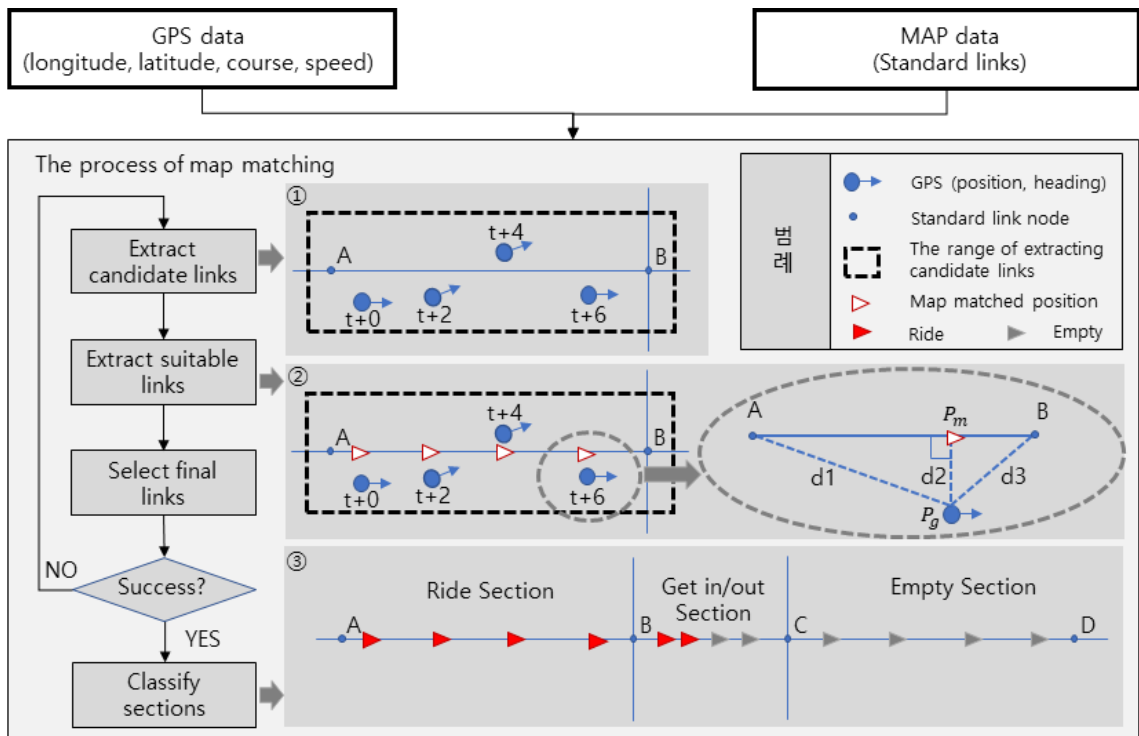 GPS data
(longitude, latitude, course, speed)
MAP data
(Standard links)
The process of map matching
Extract
candidate links
Extract suitable
links
Select final
links
NO
Success?
YES
Classify
sections
①
A
t+4
B
t+0
t+2
t+6
범
례
GPS (position, heading)
Standard link node
The range of extracting
candidate links
Map matched position
Ride
Empty
②
A
t+4
B
t+0
t+2
t+6
A
P_m
B
d1
d2
d3
P_g
③
Ride Section
Get in/out
Section
Empty Section
A
B
C
D